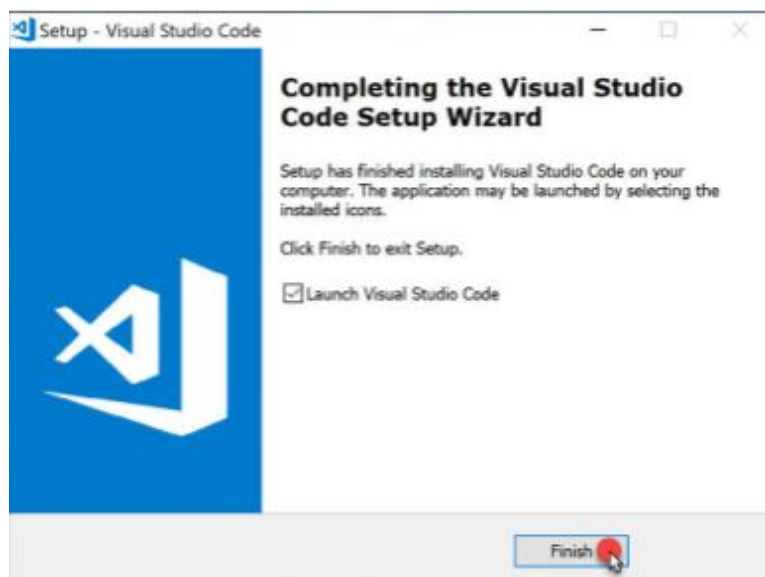 Setup - Visual Studio Code
Completing the Visual Studio
Code Setup Wizard
Setup has finished installing Visual Studio Code on your
computer. The application may be launched by selecting the
installed icons.
Click Finish to exit Setup.
Launch Visual Studio Code
Finish